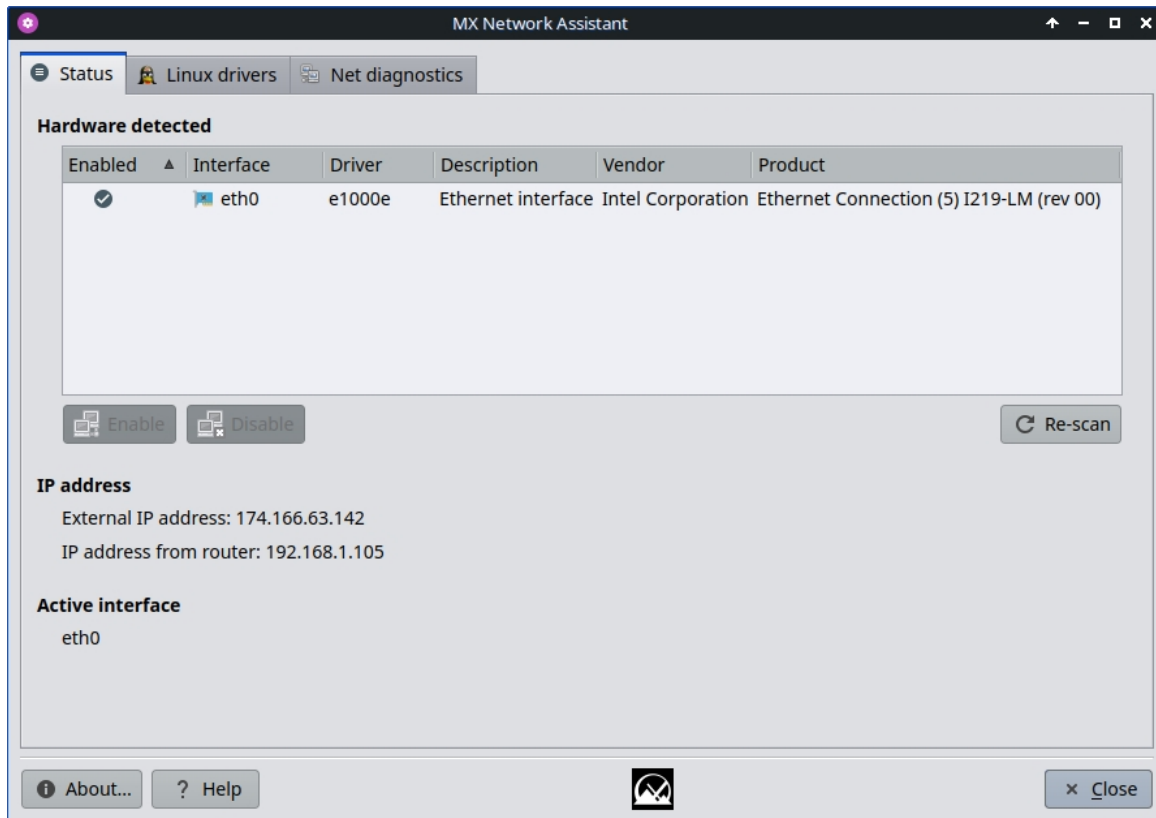 MX Network Assistant
Status Linux drivers Net diagnostics
Hardware detected
Enabled Interface Driver Description Vendor Product
eth0 e1000e Ethernet interface Intel Corporation Ethernet Connection (5) I219-LM (rev 00)
Enable Disable Re-scan
IP address
External IP address: 174.166.63.142
IP address from router: 192.168.1.105
Active interface
eth0
About... ? Help Close